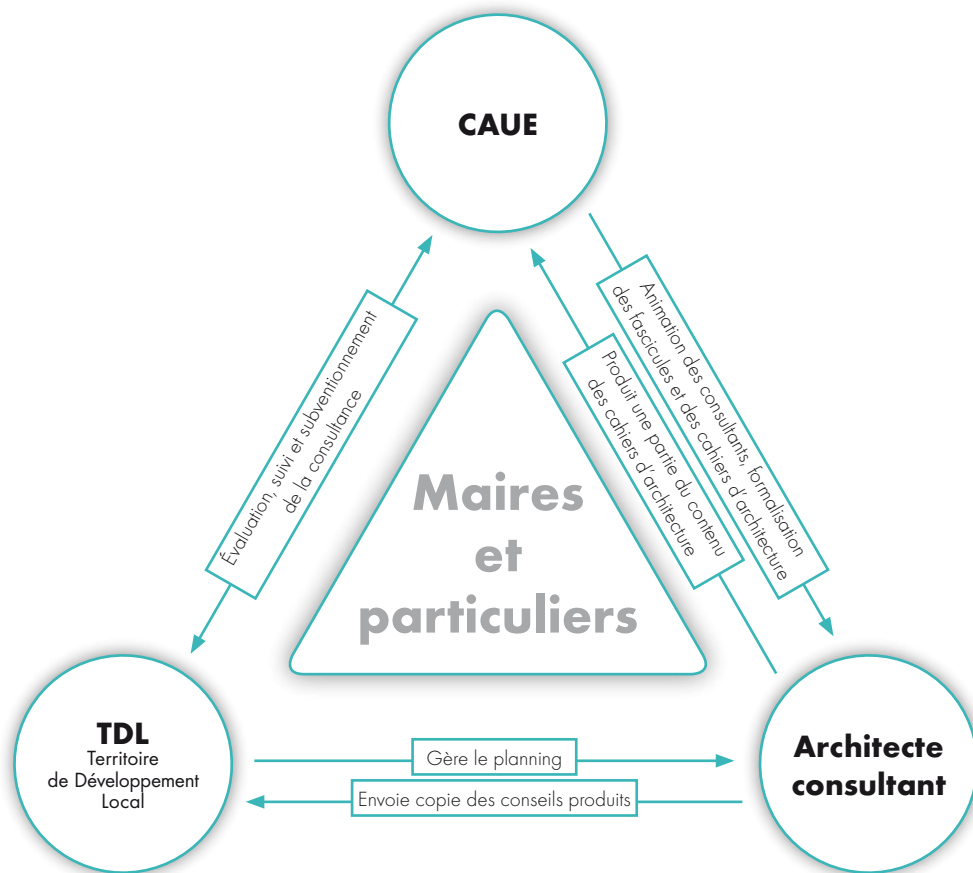 CAUE
Évaluation, suivi et subventionnement
de la consultance
Animation des consultants, formalisation
des fascicules et des cahiers d'architecture
Produit une partie du contenu
des cahiers d'architecture
Maires
et
particuliers
TDL
Territoire
de Développement
Local
Gère le planning
Envoie copie des conseils produits
Architecte
consultant